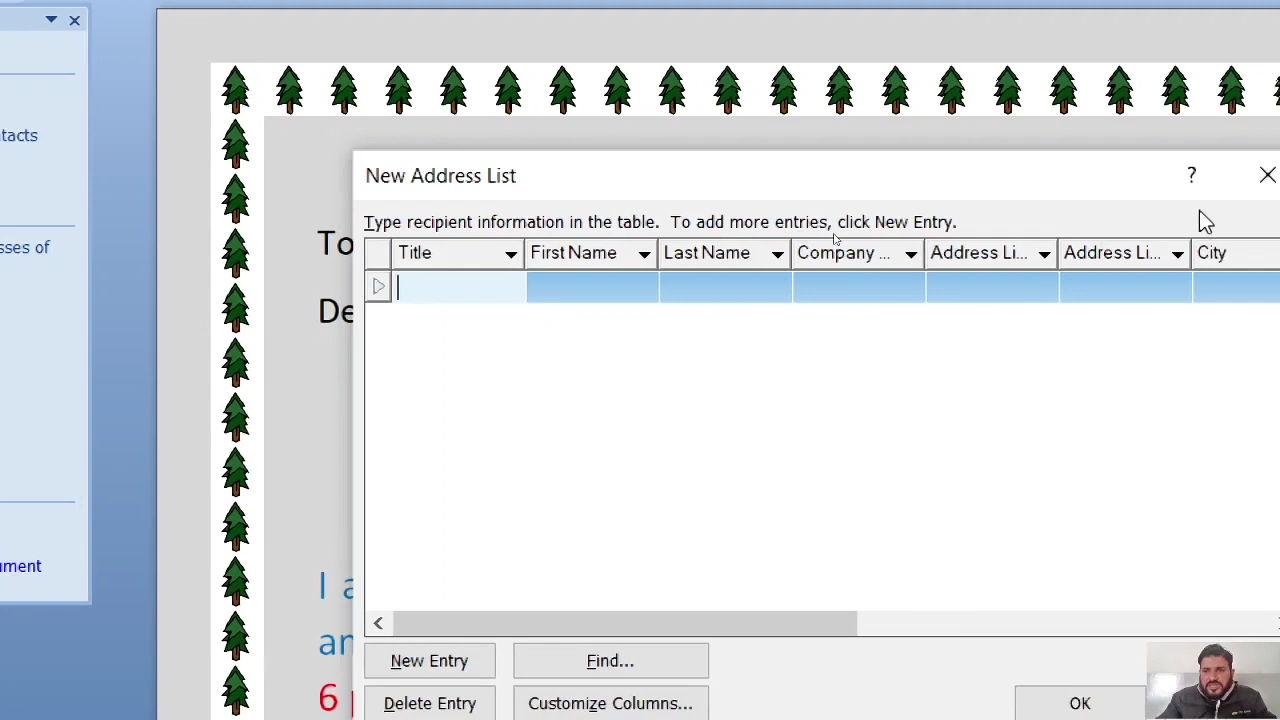 tacts
sses of
ument
To
De
I a
an
6
New Address List
?
Type recipient information in the table. To add more entries, click New Entry.
Title First Name Last Name Company ... Address Li... Address Li... City
New Entry Find...
Delete Entry Customize Columns... OK